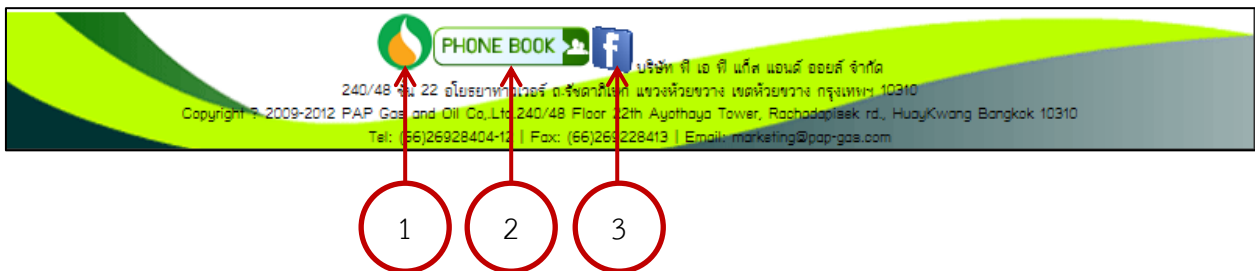 PHONE BOOK
บริษัท พี เอ พี แก็ส แอนด์ ออยล์ จำกัด
240/48 ชั้น 22 อโยธยาทาวเวอร์ ถ.รัชดาภิเษก แขวงห้วยขวาง เขตห้วยขวาง กรุงเทพฯ 10310
Copyright © 2009-2012 PAP Gas and Oil Co,.Ltd.240/48 Floor 22th Ayothaya Tower, Rachadapisek rd., HuayKwang Bangkok 10310
Tel: (66)26928404-12 | Fax: (66)269228413 | Email: marketing@pap-gas.com
1 2 3